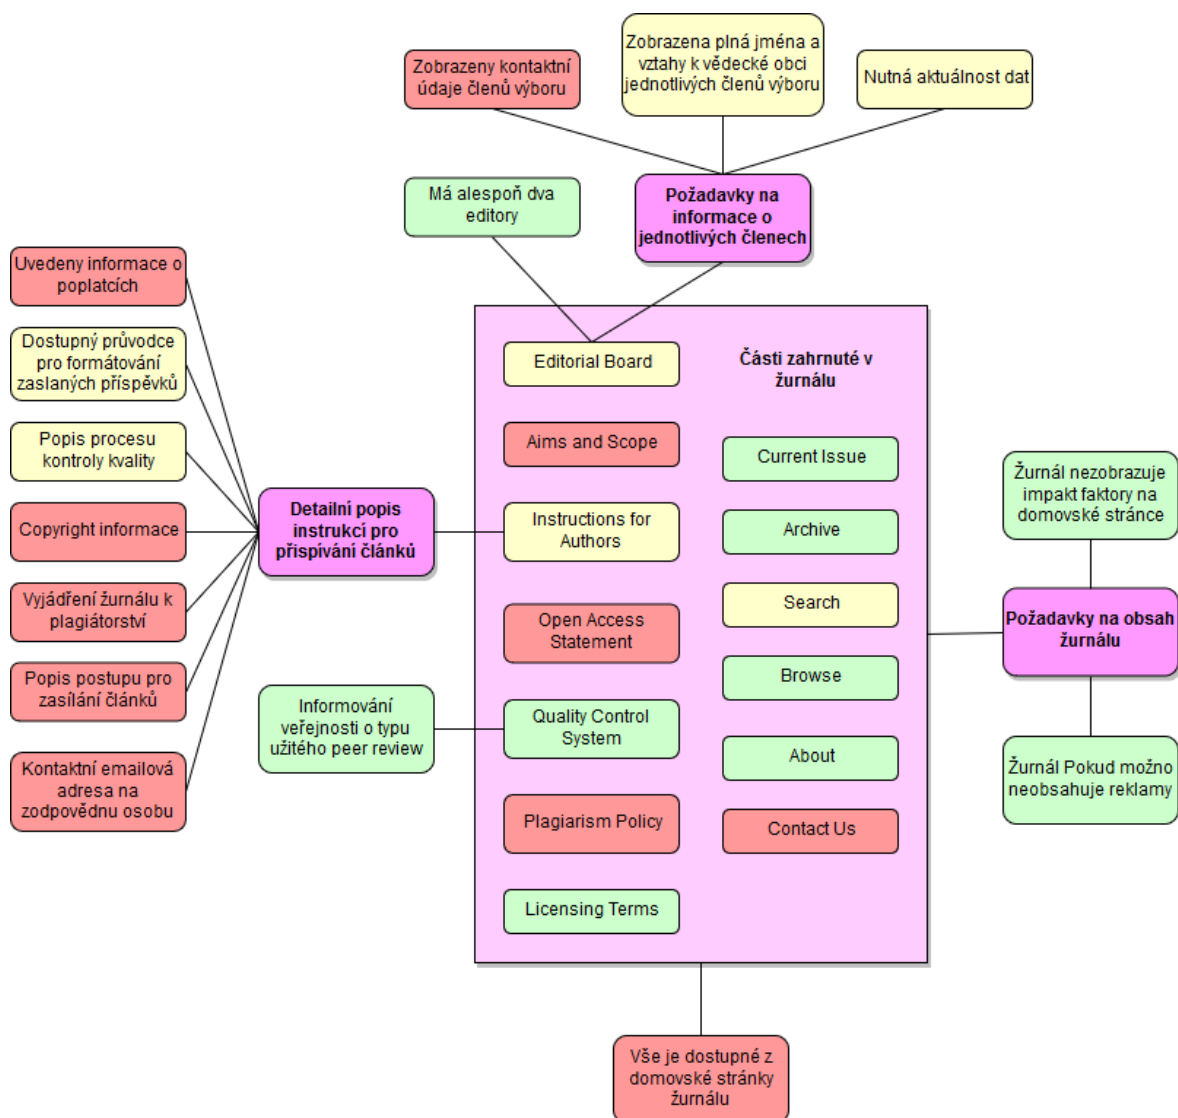 Zobrazeny kontaktní
údaje členů výboru
Zobrazena plná jména a
vztahy k vědecké obci
jednotlivých členů výboru
Nutná aktuálnost dat
Má alespoň dva
editory
Požadavky na
informace o
jednotlivých členech
Uvedeny informace o
poplatcích
Dostupný průvodce
pro formátování
zaslaných příspěvků
Popis procesu
kontroly kvality
Copyright informace
Vyjádření žurnálu k
plagiátorství
Popis postupu pro
zasílání článků
Kontaktní emailová
adresa na
zodpovědnu osobu
Detailní popis
instrukcí pro
přispívání článků
Informování
veřejnosti o typu
užitého peer review
Editorial Board
Aims and Scope
Instructions for
Authors
Open Access
Statement
Quality Control
System
Plagiarism Policy
Licensing Terms
Části zahrnuté v
žurnálu
Current Issue
Archive
Search
Browse
About
Contact Us
Žurnál nezobrazuje
impakt faktory na
domovské stránce
Požadavky na obsah
žurnálu
Žurnál Pokud možno
neobsahuje reklamy
Vše je dostupné z
domovské stránky
žurnálu